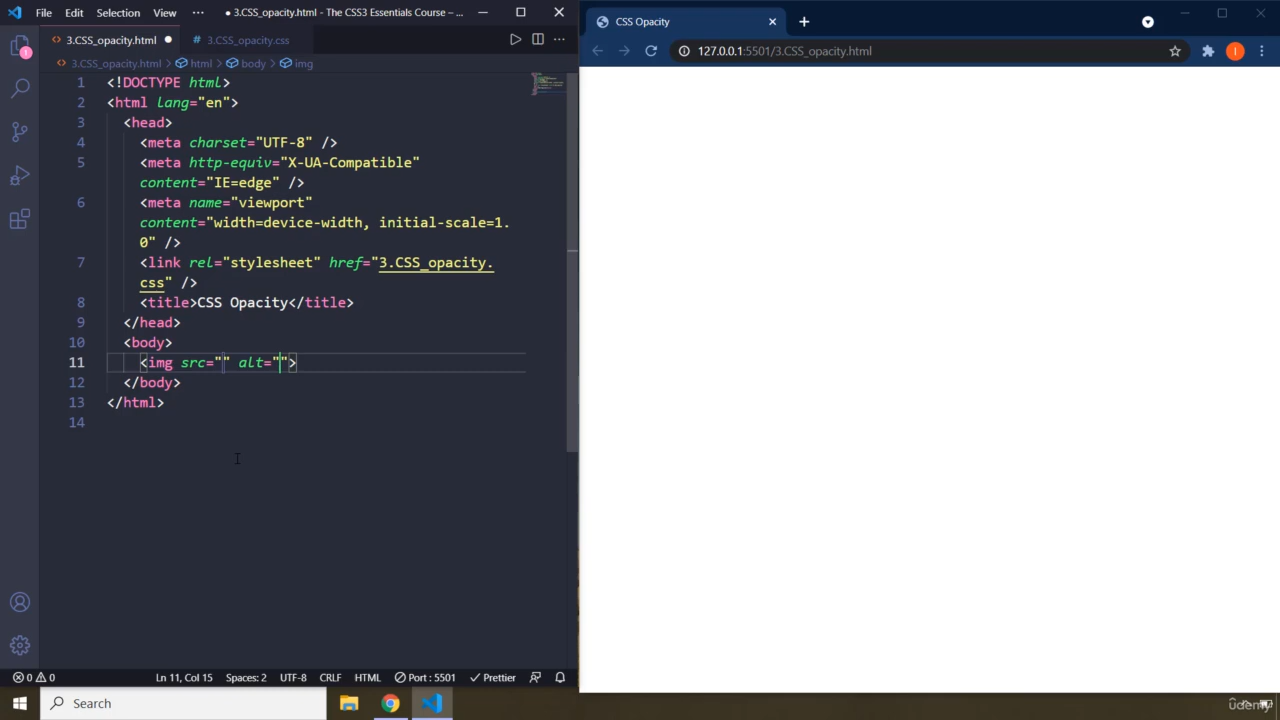 File Edit Selection View ··· ● 3.CSS_opacity.html - The CSS3 Essentials Course – ...
3.CSS_opacity.html ●
# 3.CSS_opacity.css
3.CSS_opacity.html > html > body > img
1 <!DOCTYPE html>
2 <html lang="en">
3 <head>
4 <meta charset="UTF-8" />
5 <meta http-equiv="X-UA-Compatible"
content="IE=edge" />
6 <meta name="viewport"
content="width=device-width, initial-scale=1.
0" />
7 <link rel="stylesheet" href="3.CSS_opacity.
css" />
8 <title>CSS Opacity</title>
9 </head>
10 <body>
11 <img src="" alt="">
12 </body>
13 </html>
14
1
0 0 Ln 11, Col 15 Spaces: 2 UTF-8 CRLF HTML Port : 5501 Prettier
CSS Opacity
127.0.0.1:5501/3.CSS_opacity.html
I
Search
ûdemy